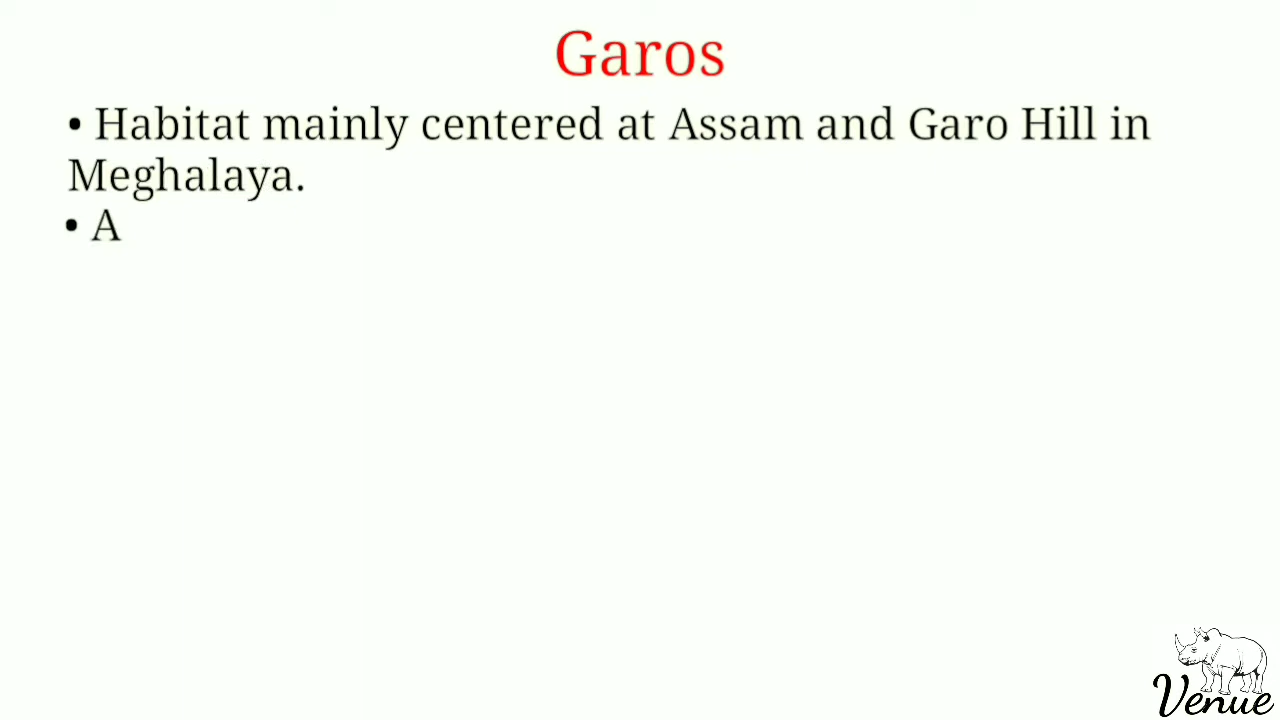 Garos
• Habitat mainly centered at Assam and Garo Hill in
Meghalaya.
• A
Venue